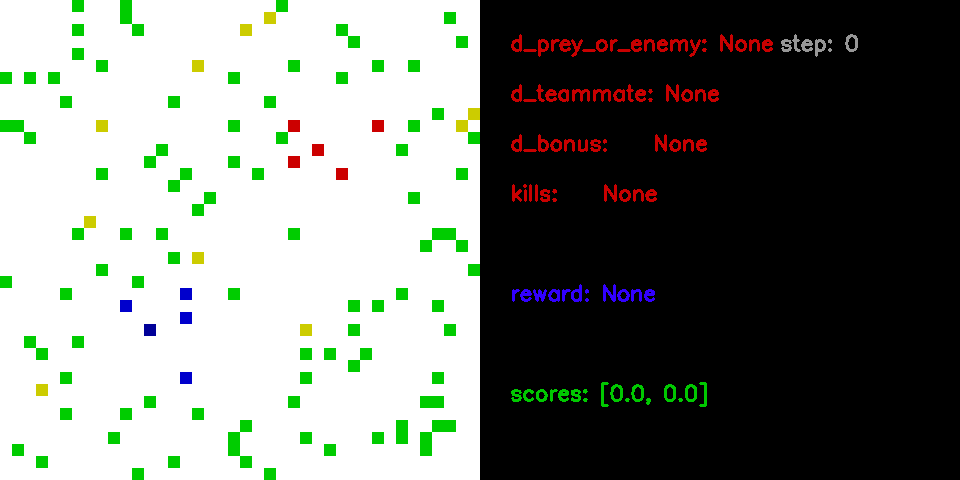 d_prey_or_enemy: None step: 0
d_teammate: None
d_bonus: None
kills: None
reward: None
scores: [0.0, 0.0]